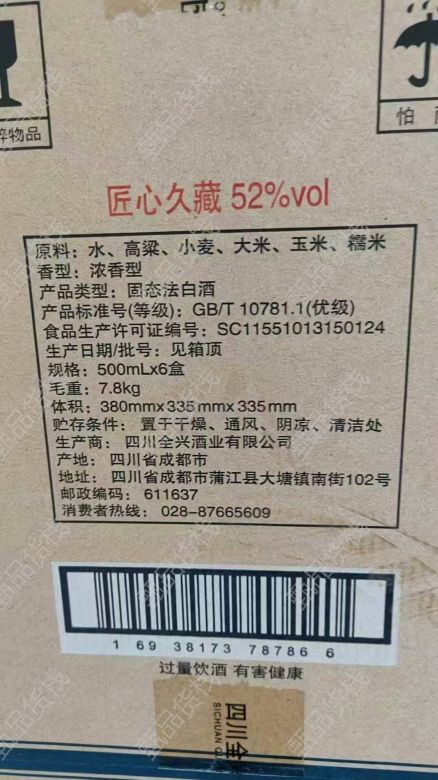 碎物品
怕
匠心久藏 52%vol
原料：水、高粱、小麦、大米、玉米、糯米
香型：浓香型
产品类型：固态法白酒
产品标准号(等级)：GB/T 10781.1(优级)
食品生产许可证编号：SC11551013150124
生产日期/批号：见箱顶
规格：500mLx6盒
毛重：7.8kg
体积：380mmx335mmx335mm
贮存条件：置于干燥、通风、阴凉、清洁处
生产商：四川全兴酒业有限公司
产地：四川省成都市
地址：四川省成都市蒲江县大塘镇南街102号
邮政编码：611637
消费者热线：028-87665609
1 69 38173 78786 6
过量饮酒 有害健康
四川全
SICHUAN
甄品货栈